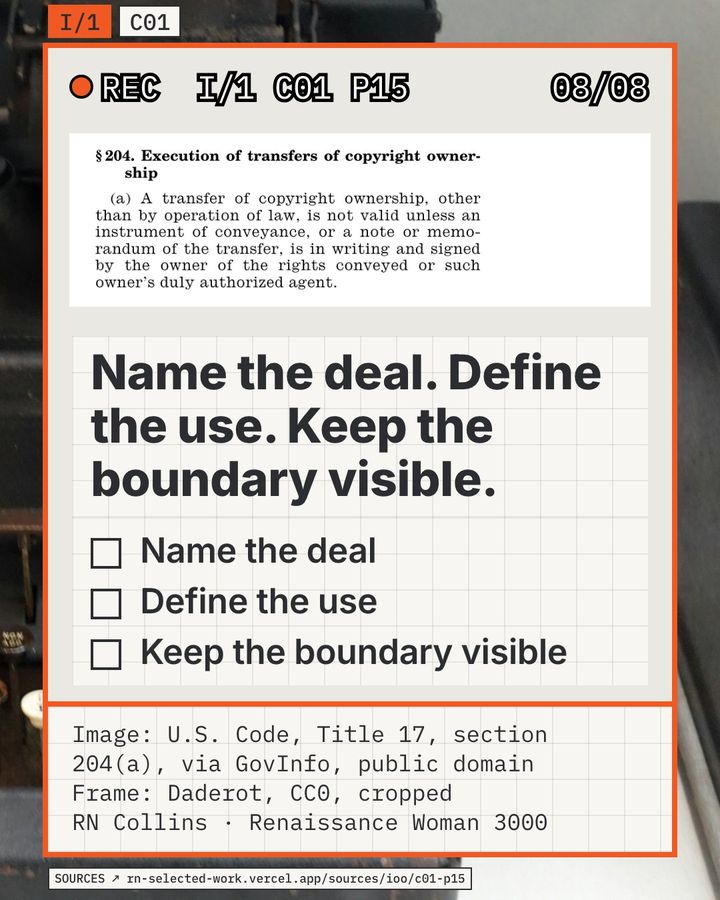 I/1 C01
REC I/1 C01 P15 08/08
§ 204. Execution of transfers of copyright owner-
ship
(a) A transfer of copyright ownership, other
than by operation of law, is not valid unless an
instrument of conveyance, or a note or memo-
randum of the transfer, is in writing and signed
by the owner of the rights conveyed or such
owner's duly authorized agent.
Name the deal. Define
the use. Keep the
boundary visible.
Name the deal
Define the use
Keep the boundary visible
Image: U.S. Code, Title 17, section
204(a), via GovInfo, public domain
Frame: Daderot, CC0, cropped
RN Collins · Renaissance Woman 3000
SOURCES ↗ rn-selected-work.vercel.app/sources/ioo/c01-p15